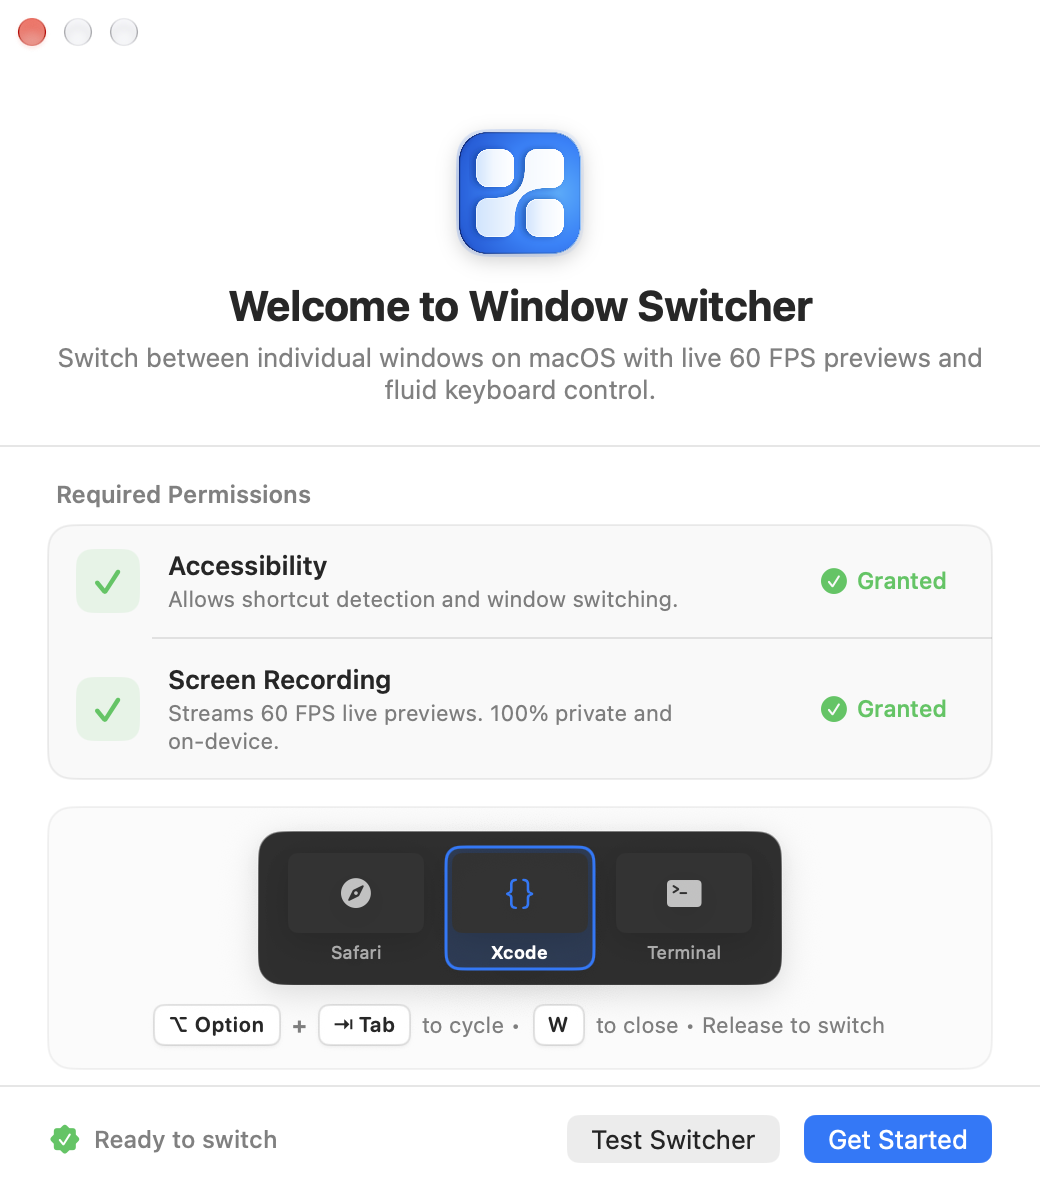 Welcome to Window Switcher
Switch between individual windows on macOS with live 60 FPS previews and
fluid keyboard control.
Required Permissions
Accessibility
Allows shortcut detection and window switching.
Granted
Screen Recording
Streams 60 FPS live previews. 100% private and
on-device.
Granted
Safari
{} Xcode
>_ Terminal
⌥ Option + ⇥ Tab to cycle • W to close • Release to switch
Ready to switch
Test Switcher
Get Started